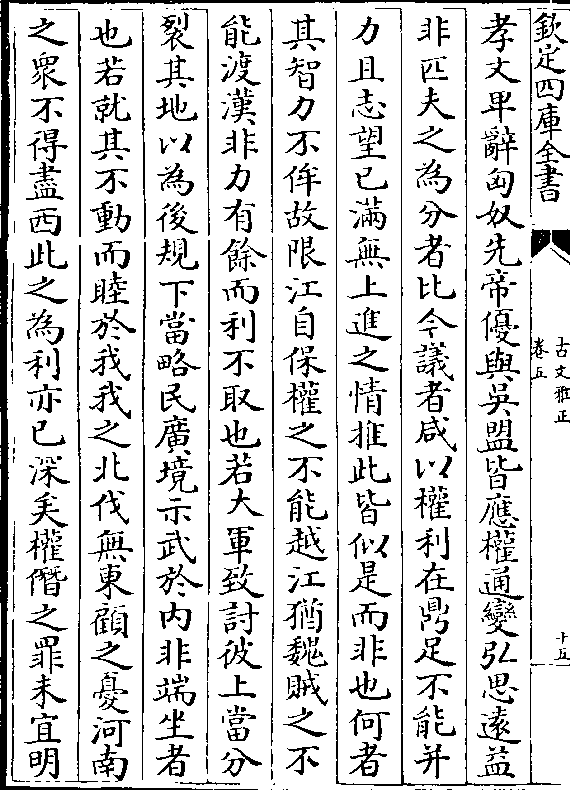 欽定四庫全書
古文雅正
卷五
十五
孝文卑辭匈奴先帝優與吳盟皆應權通變弘思遠益
非匹夫之為分者比今議者咸以權利在鼎足不能并
力且志望已滿無上進之情推此皆似是而非也何者
其智力不侔故限江自保權之不能越江猶魏賊之不
能渡漢非力有餘而利不取也若大軍致討彼上當分
裂其地以為後規下當略民廣境示武於内非端坐者
也若就其不動而睦於我我之北伐無東顧之憂河南
之衆不得盡西此之為利亦已深矣權僭之罪未宜明